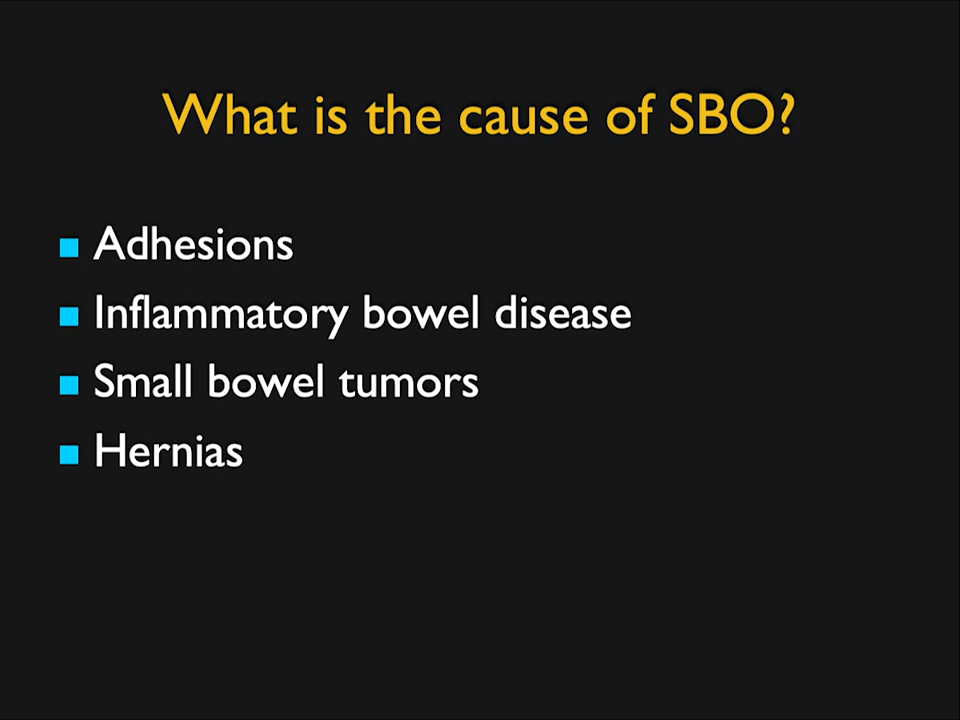 What is the cause of SBO?
Adhesions
Inflammatory bowel disease
Small bowel tumors
Hernias